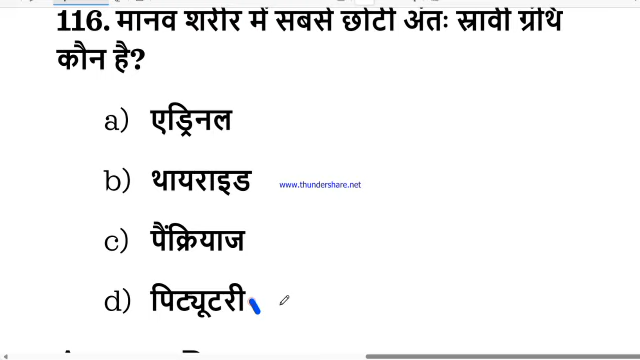 116. मानव शरीर में सबसे छोटी अंतः स्रावी ग्रंथि
कौन है?
a) एड्रिनल
b) थायराइड
www.thundershare.net
c) पैंक्रियाज
d) पिट्यूटरी